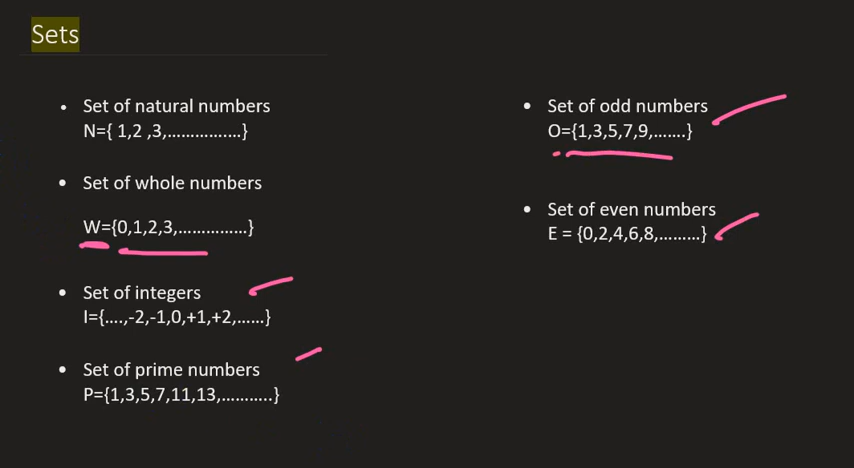 Sets
• Set of natural numbers
N={ 1,2 ,3,………….…}
• Set of whole numbers
W={0,1,2,3,……………}
• Set of integers
I={….,-2,-1,0,+1,+2,……}
• Set of prime numbers
P={1,3,5,7,11,13,………..}
• Set of odd numbers
O={1,3,5,7,9,…….}
• Set of even numbers
E = {0,2,4,6,8,………}